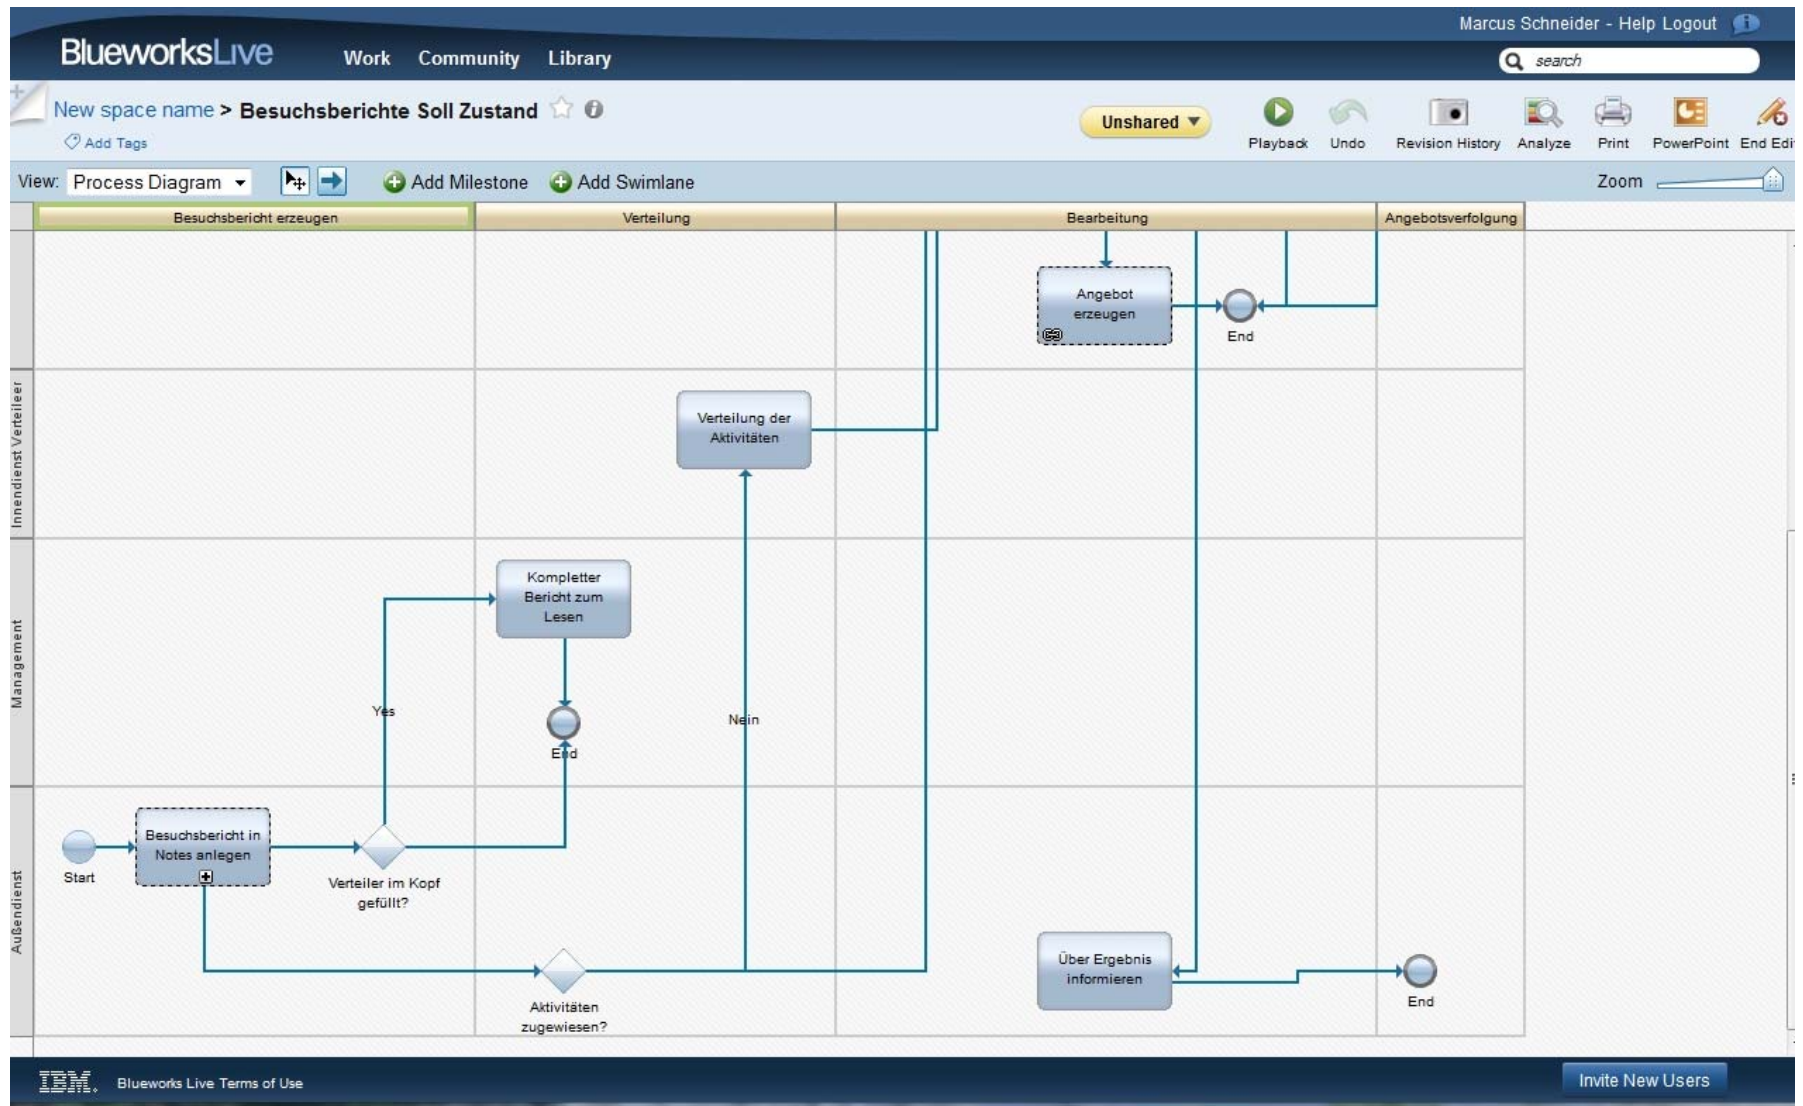 Marcus Schneider - Help Logout
BlueworksLive
Work Community Library
search
New space name > Besuchsberichte Soll Zustand
Add Tags
Unshared
Playback Undo Revision History Analyze Print PowerPoint End Edi
View: Process Diagram
Add Milestone
Add Swimlane
Zoom
Besuchsbericht erzeugen
Verteilung
Bearbeitung
Angebotsverfolgung
Angebot
erzeugen
End
Innendienst Verteileer
Verteilung der
Aktivitäten
Management
Kompletter
Bericht zum
Lesen
Yes
Nein
End
Außendienst
Start
Besuchsbericht in
Notes anlegen
Verteiler im Kopf
gefüllt?
Aktivitäten
zugewiesen?
Über Ergebnis
informieren
End
IBM.
Blueworks Live Terms of Use
Invite New Users